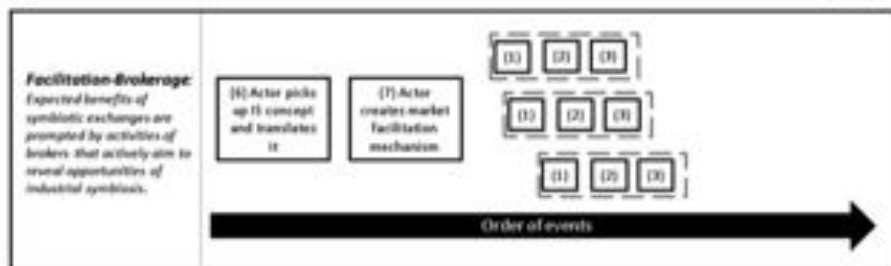 Facilitation-Brokerage:
Expected benefits of
symbiotic exchanges are
prompted by activities of
brokers that actively aim to
reveal opportunities of
industrial symbiosis.
(6) Actor picks
up IS concept
and translates
it
(7) Actor
creates market
facilitation
mechanism
(1) (2) (3)
(1) (2) (3)
(1) (2) (3)
Order of events